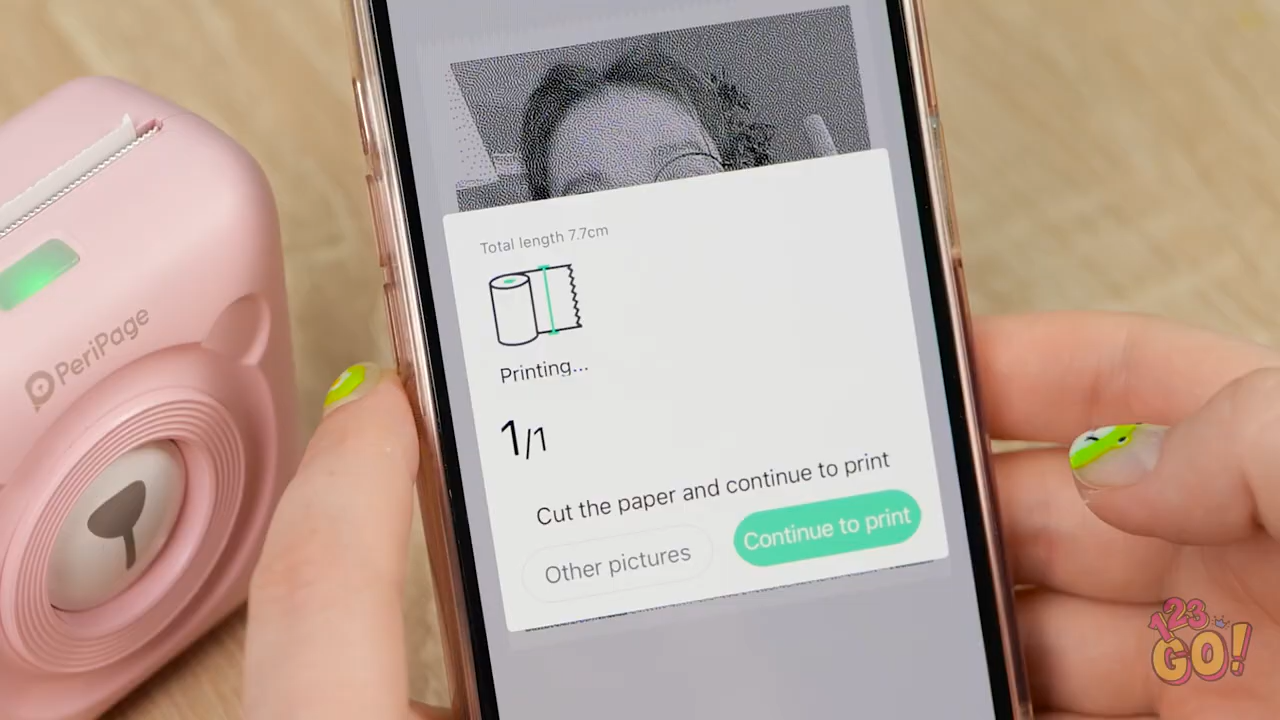 PeriPage
Total length 7.7cm
Printing...
1/1
Cut the paper and continue to print
Other pictures
Continue to print
123
GO!